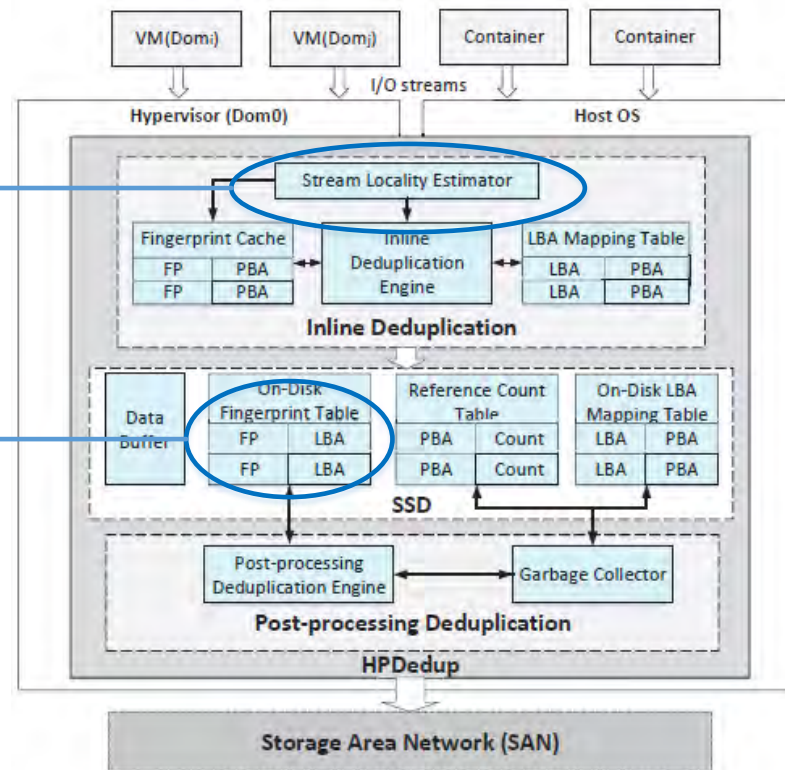 VM(Domi)
VM(Domj)
Container
Container
I/O streams
Hypervisor (Dom0)
Host OS
Stream Locality Estimator
Fingerprint Cache
FP PBA
FP PBA
Inline
Deduplication
Engine
LBA Mapping Table
LBA PBA
LBA PBA
Inline Deduplication
Data
Buffer
On-Disk
Fingerprint Table
FP LBA
FP LBA
Reference Count
Table
PBA Count
PBA Count
On-Disk LBA
Mapping Table
LBA PBA
LBA PBA
SSD
Post-processing
Deduplication Engine
Garbage Collector
Post-processing Deduplication
HPDedup
Storage Area Network (SAN)